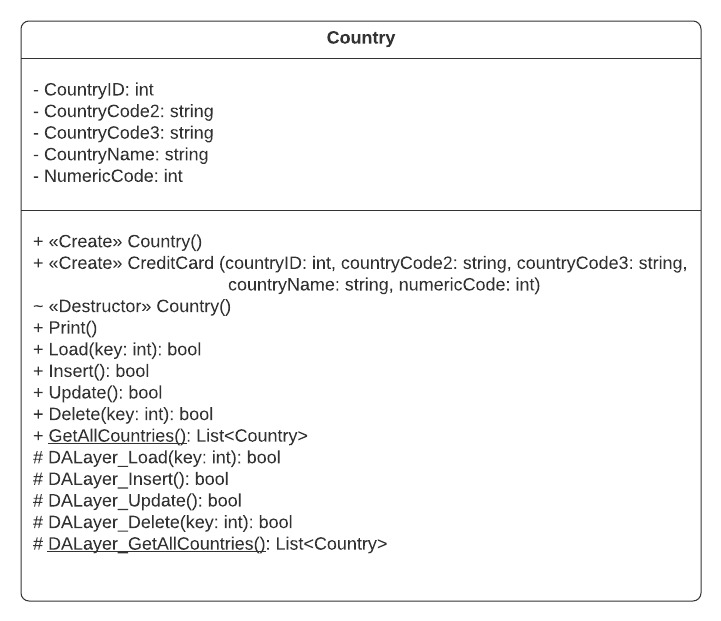 Country
- CountryID: int
- CountryCode2: string
- CountryCode3: string
- CountryName: string
- NumericCode: int
+ «Create» Country()
+ «Create» CreditCard (countryID: int, countryCode2: string, countryCode3: string,
countryName: string, numericCode: int)
~ «Destructor» Country()
+ Print()
+ Load(key: int): bool
+ Insert(): bool
+ Update(): bool
+ Delete(key: int): bool
+ GetAllCountries(): List<Country>
# DALayer_Load(key: int): bool
# DALayer_Insert(): bool
# DALayer_Update(): bool
# DALayer_Delete(key: int): bool
# DALayer_GetAllCountries(): List<Country>